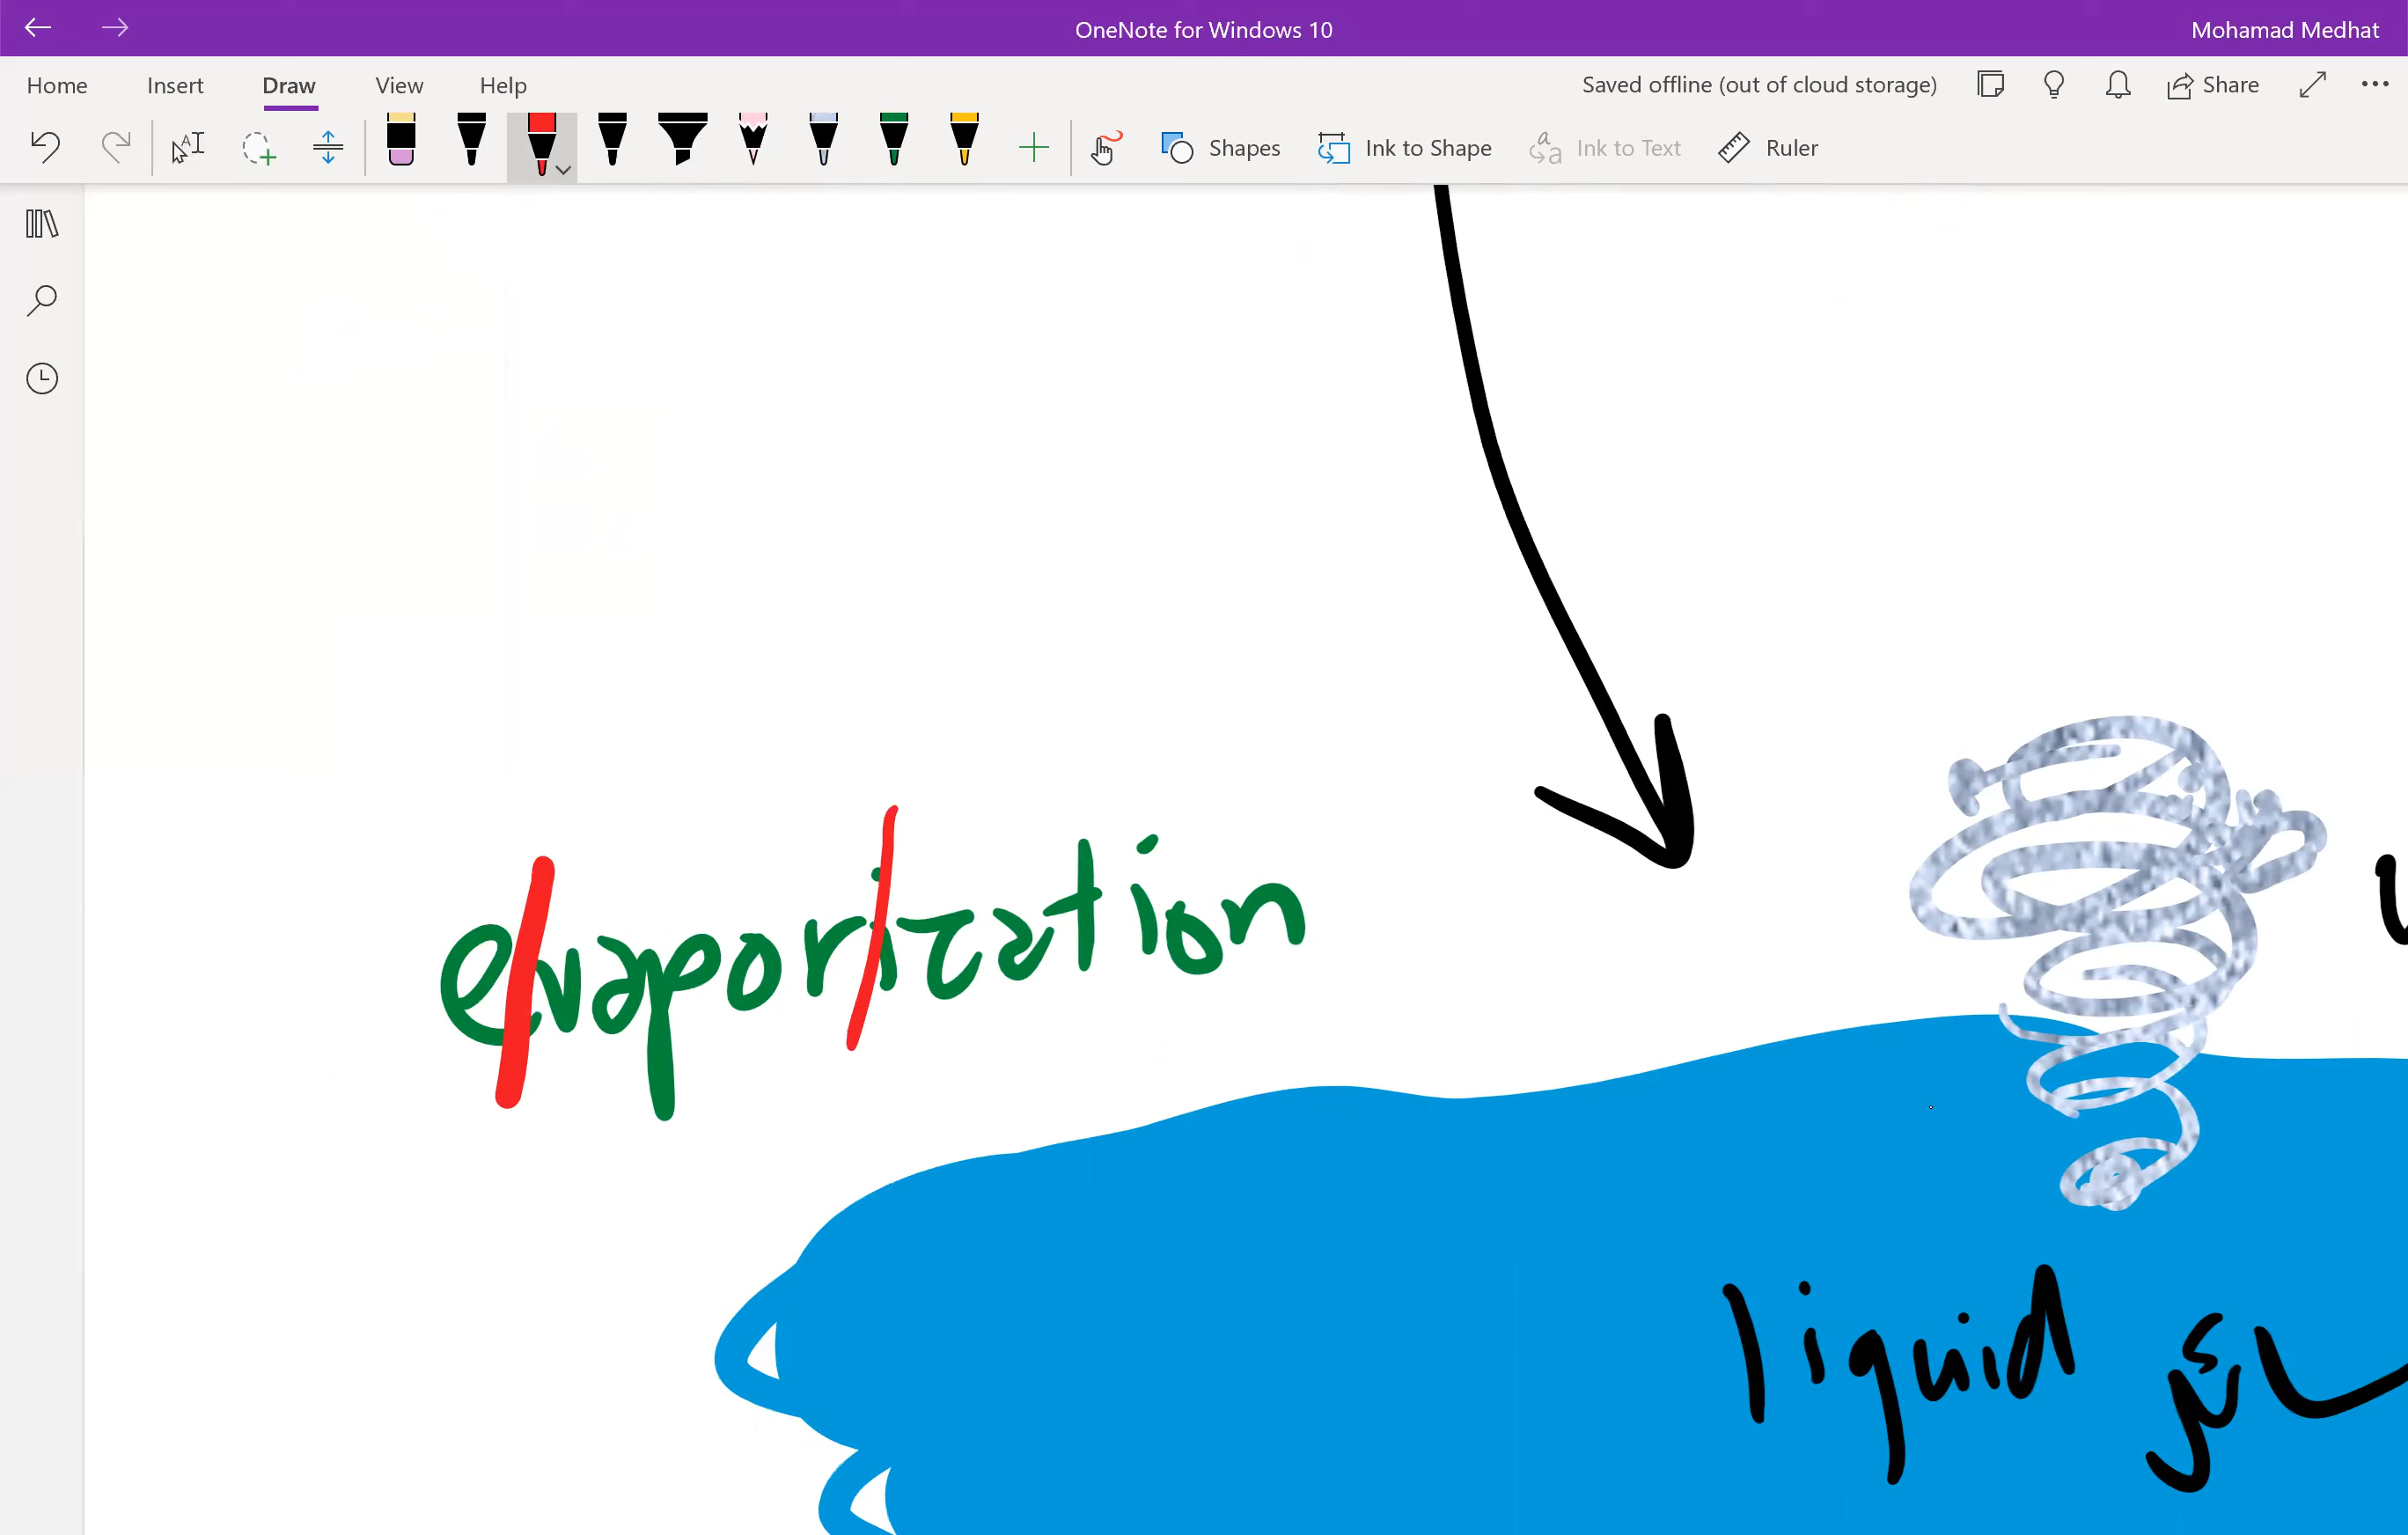 OneNote for Windows 10
Mohamad Medhat
Home Insert Draw View Help
Saved offline (out of cloud storage)
Share
Shapes
Ink to Shape
Ink to Text
Ruler
evaporization
liquid